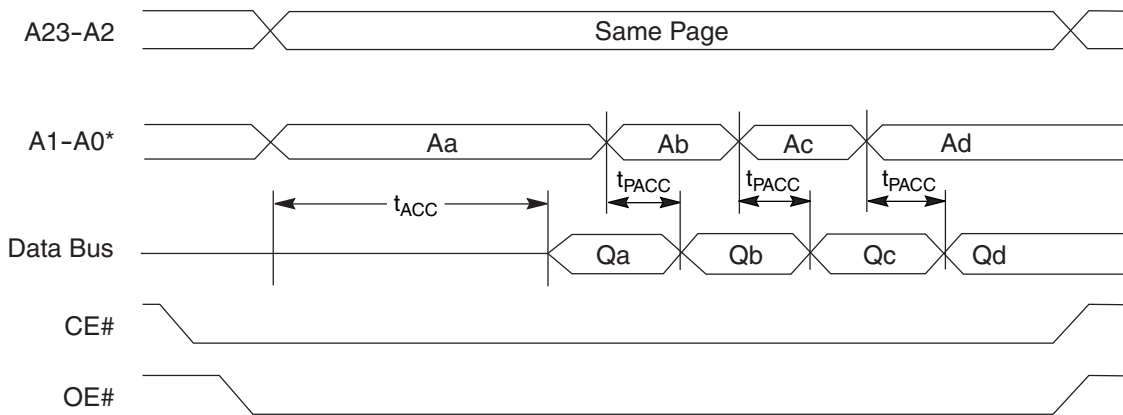 A23-A2 Same Page
A1-A0* Aa Ab Ac Ad
tPACC tPACC tPACC
tACC
Data Bus Qa Qb Qc Qd
CE#
OE#